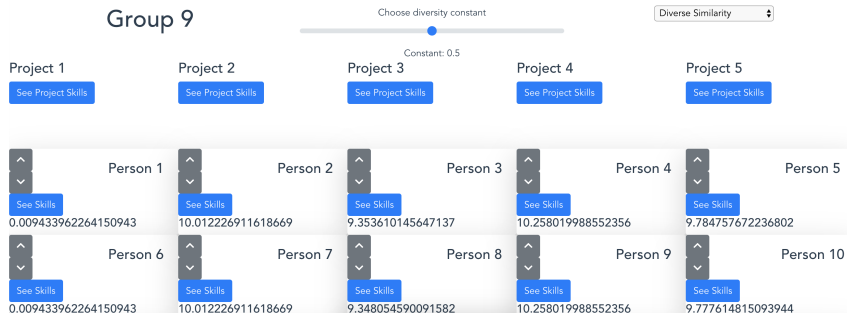 Group 9
Choose diversity constant
Diverse Similarity
Constant: 0.5
Project 1 Project 2 Project 3 Project 4 Project 5
See Project Skills See Project Skills See Project Skills See Project Skills See Project Skills
Person 1 Person 2 Person 3 Person 4 Person 5
See Skills See Skills See Skills See Skills See Skills
0.009433962264150943 10.012226911618669 9.353610145647137 10.258019988552356 9.784757672236802
Person 6 Person 7 Person 8 Person 9 Person 10
See Skills See Skills See Skills See Skills See Skills
0.009433962264150943 10.012226911618669 9.348054590091582 10.258019988552356 9.777614815093944